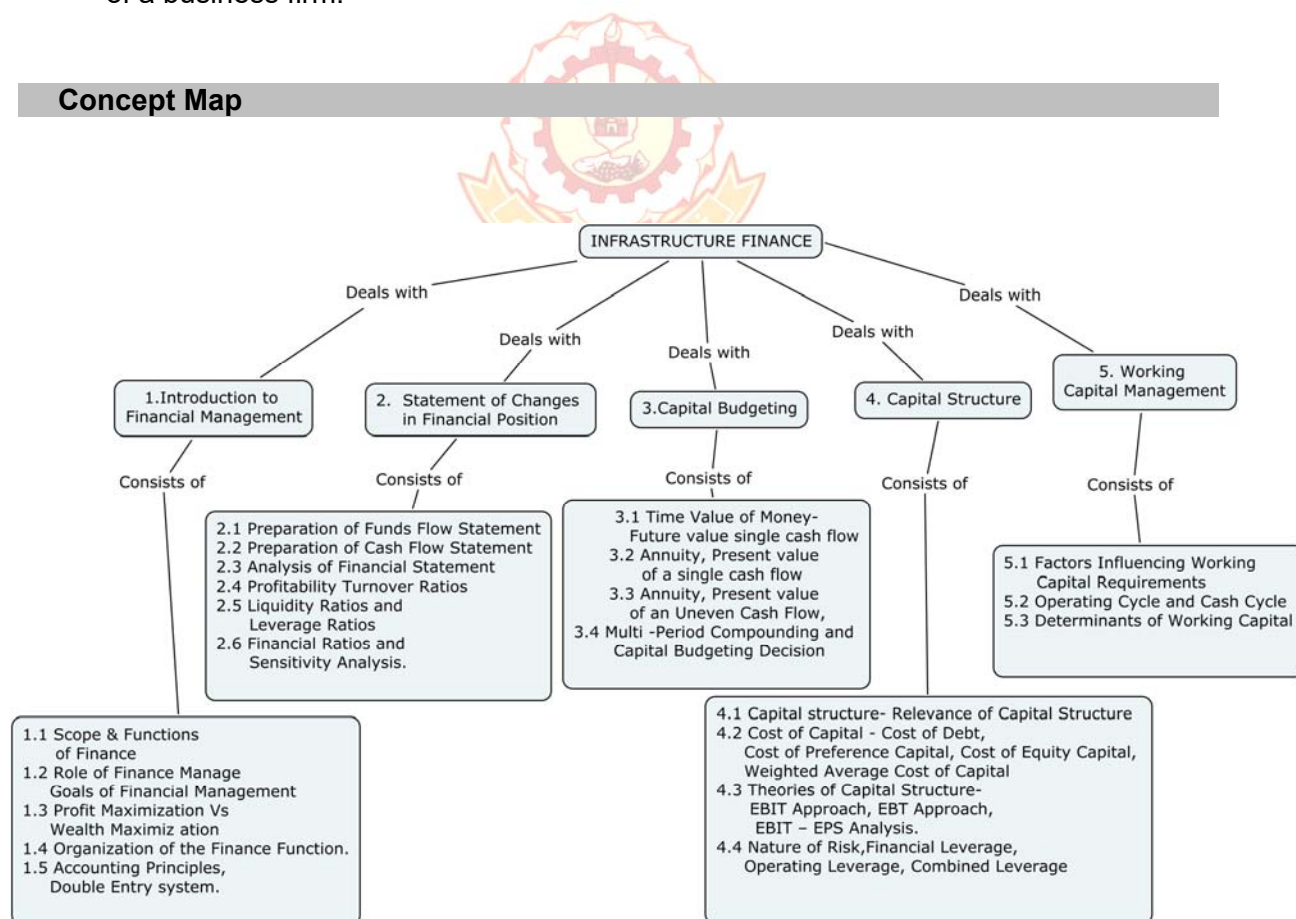 of a business firm.
Concept Map
INFRASTRUCTURE FINANCE
Deals with
Deals with
Deals with
Deals with
Deals with
1.Introduction to
Financial Management
2. Statement of Changes
in Financial Position
3.Capital Budgeting
4. Capital Structure
5. Working
Capital Management
Consists of
Consists of
Consists of
Consists of
Consists of
1.1 Scope & Functions
of Finance
1.2 Role of Finance Manage
Goals of Financial Management
1.3 Profit Maximization Vs
Wealth Maximiz ation
1.4 Organization of the Finance Function.
1.5 Accounting Principles,
Double Entry system.
2.1 Preparation of Funds Flow Statement
2.2 Preparation of Cash Flow Statement
2.3 Analysis of Financial Statement
2.4 Profitability Turnover Ratios
2.5 Liquidity Ratios and
Leverage Ratios
2.6 Financial Ratios and
Sensitivity Analysis.
3.1 Time Value of Money-
Future value single cash flow
3.2 Annuity, Present value
of a single cash flow
3.3 Annuity, Present value
of an Uneven Cash Flow,
3.4 Multi -Period Compounding and
Capital Budgeting Decision
4.1 Capital structure- Relevance of Capital Structure
4.2 Cost of Capital - Cost of Debt,
Cost of Preference Capital, Cost of Equity Capital,
Weighted Average Cost of Capital
4.3 Theories of Capital Structure-
EBIT Approach, EBT Approach,
EBIT – EPS Analysis.
4.4 Nature of Risk,Financial Leverage,
Operating Leverage, Combined Leverage
5.1 Factors Influencing Working
Capital Requirements
5.2 Operating Cycle and Cash Cycle
5.3 Determinants of Working Capital